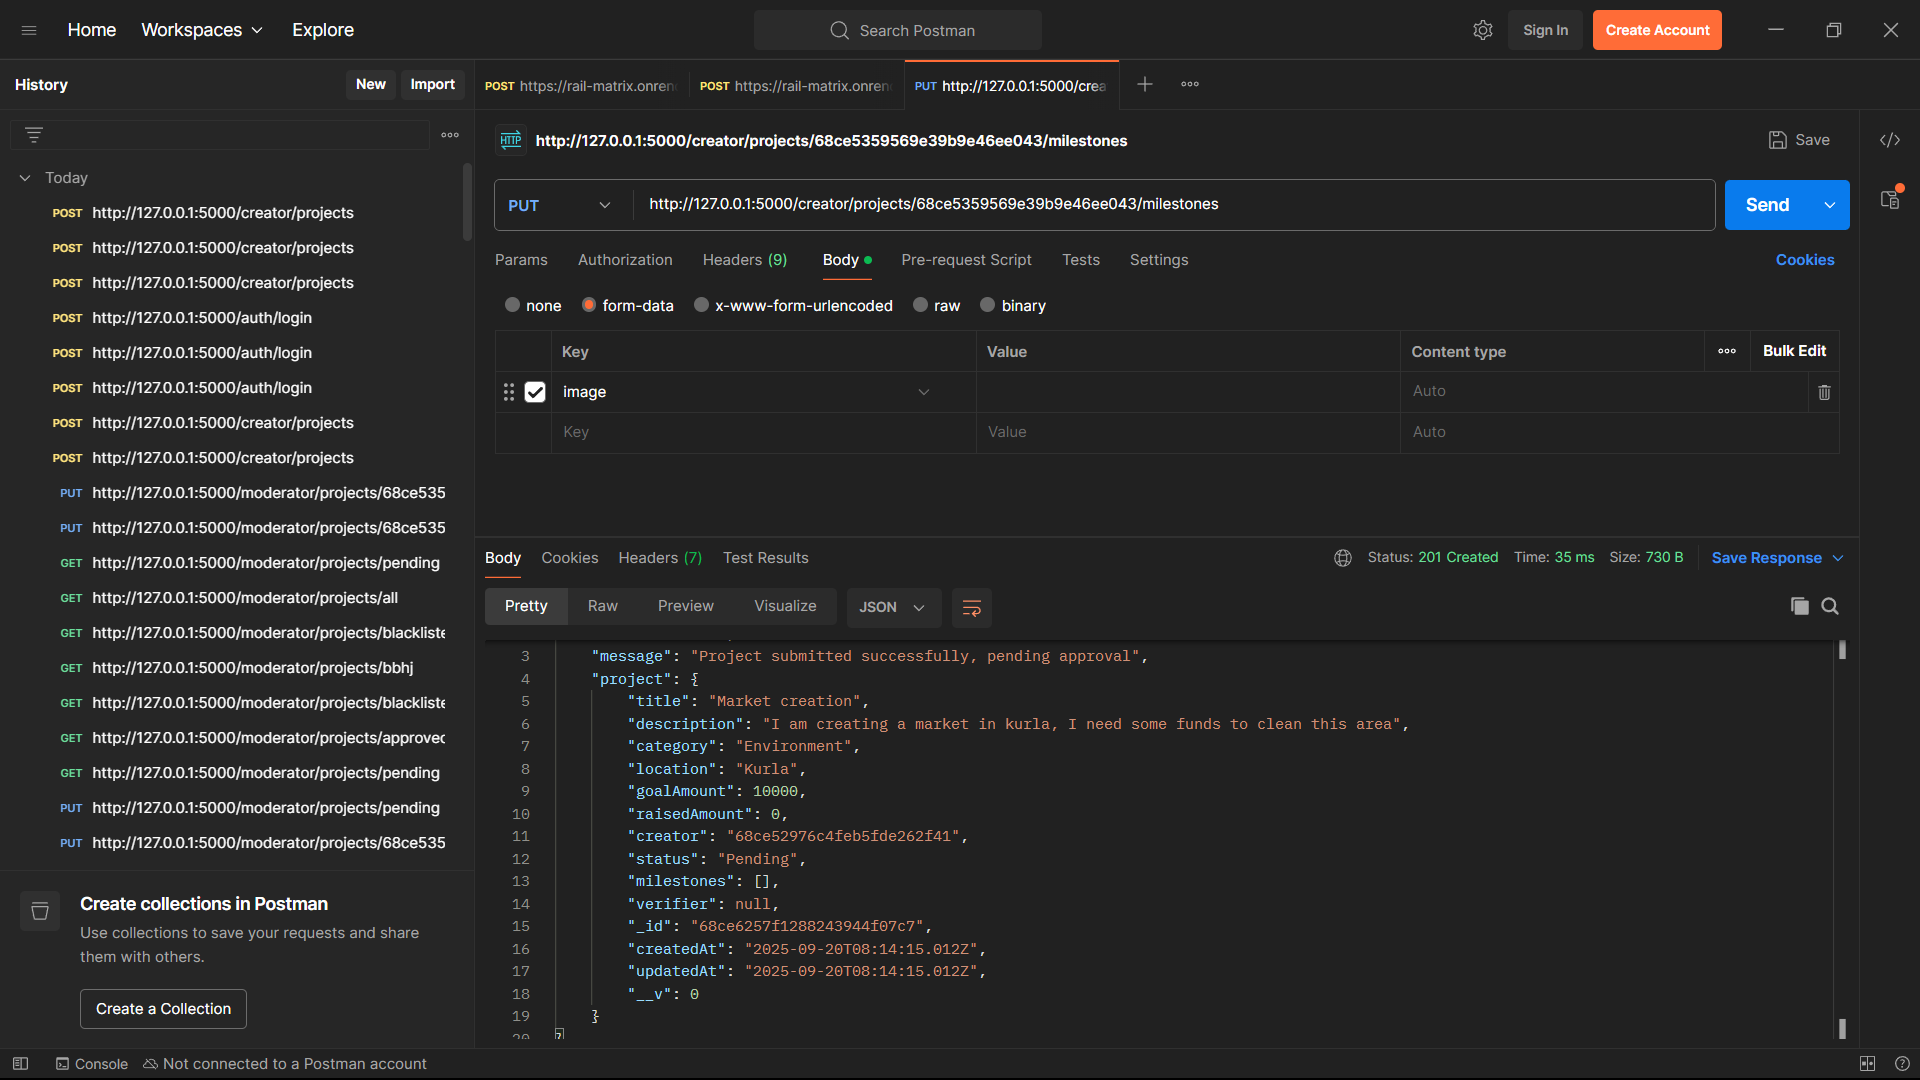 Home Workspaces Explore Search Postman Sign In Create Account
History New Import
POST https://rail-matrix.onren
POST https://rail-matrix.onren
PUT http://127.0.0.1:5000/crea
HTTP http://127.0.0.1:5000/creator/projects/68ce5359569e39b9e46ee043/milestones Save
Today
POST http://127.0.0.1:5000/creator/projects
POST http://127.0.0.1:5000/creator/projects
POST http://127.0.0.1:5000/creator/projects
POST http://127.0.0.1:5000/auth/login
POST http://127.0.0.1:5000/auth/login
POST http://127.0.0.1:5000/auth/login
POST http://127.0.0.1:5000/creator/projects
POST http://127.0.0.1:5000/creator/projects
PUT http://127.0.0.1:5000/moderator/projects/68ce535
PUT http://127.0.0.1:5000/moderator/projects/68ce535
GET http://127.0.0.1:5000/moderator/projects/pending
GET http://127.0.0.1:5000/moderator/projects/all
GET http://127.0.0.1:5000/moderator/projects/blackliste
GET http://127.0.0.1:5000/moderator/projects/bbhj
GET http://127.0.0.1:5000/moderator/projects/blackliste
GET http://127.0.0.1:5000/moderator/projects/approved
GET http://127.0.0.1:5000/moderator/projects/pending
PUT http://127.0.0.1:5000/moderator/projects/pending
PUT http://127.0.0.1:5000/moderator/projects/68ce535
Create collections in Postman
Use collections to save your requests and share
them with others.
Create a Collection
PUT http://127.0.0.1:5000/creator/projects/68ce5359569e39b9e46ee043/milestones Send
Params Authorization Headers (9) Body Pre-request Script Tests Settings Cookies
none form-data x-www-form-urlencoded raw binary
Key Value Content type Bulk Edit
image Auto
Key Value Auto
Body Cookies Headers (7) Test Results Status: 201 Created Time: 35 ms Size: 730 B Save Response
Pretty Raw Preview Visualize JSON
3 "message": "Project submitted successfully, pending approval",
4 "project": {
5 "title": "Market creation",
6 "description": "I am creating a market in kurla, I need some funds to clean this area",
7 "category": "Environment",
8 "location": "Kurla",
9 "goalAmount": 10000,
10 "raisedAmount": 0,
11 "creator": "68ce52976c4feb5fde262f41",
12 "status": "Pending",
13 "milestones": [],
14 "verifier": null,
15 "_id": "68ce6257f1288243944f07c7",
16 "createdAt": "2025-09-20T08:14:15.012Z",
17 "updatedAt": "2025-09-20T08:14:15.012Z",
18 "__v": 0
19 }
20 }
Console Not connected to a Postman account